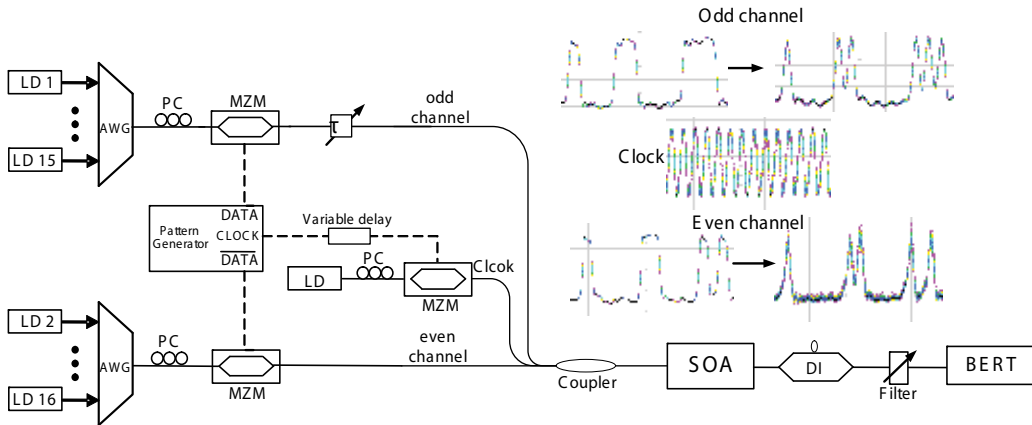 Odd channel
LD 1
LD 15
AWG
PC
MZM
t
odd
channel
Clock
DATA
Pattern
Generator
CLOCK
DATA
Variable delay
LD
PC
MZM
Clcok
Even channel
LD 2
LD 16
AWG
PC
MZM
even
channel
Coupler
SOA
DI
Filter
BERT